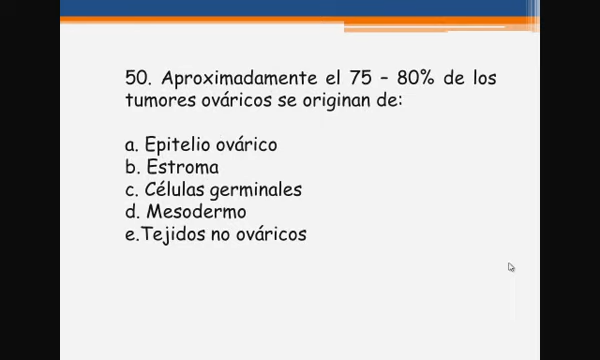 50. Aproximadamente el 75 – 80% de los
tumores ováricos se originan de:
a. Epitelio ovárico
b. Estroma
c. Células germinales
d. Mesodermo
e.Tejidos no ováricos